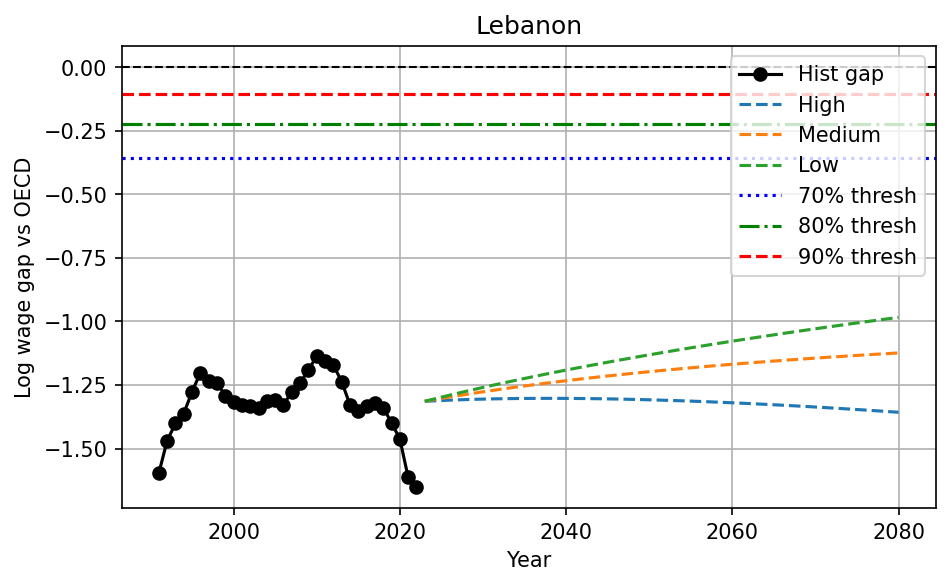 Lebanon
Log wage gap vs OECD
0.00
−0.25
−0.50
−0.75
−1.00
−1.25
−1.50
Hist gap
High
Medium
Low
70% thresh
80% thresh
90% thresh
2000
2020
2040
2060
2080
Year